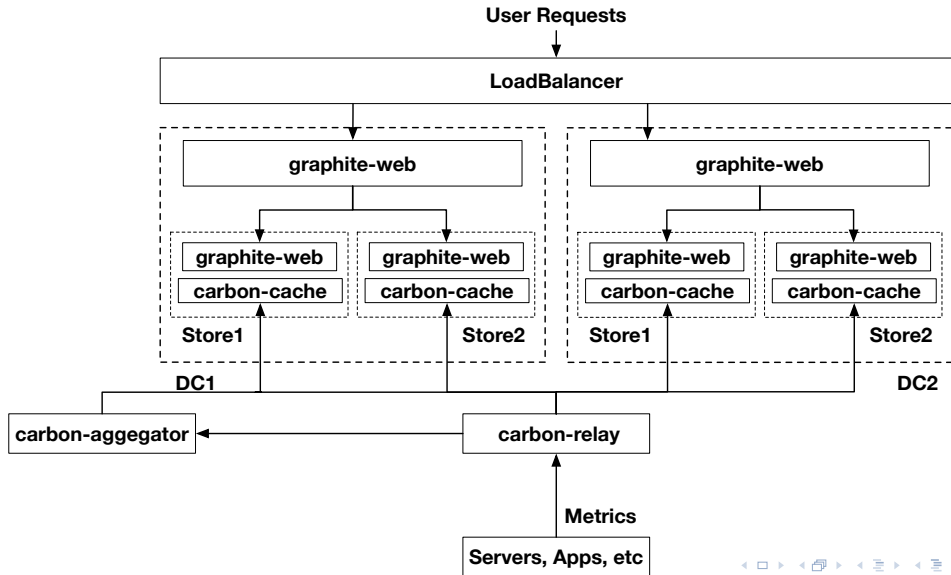 User Requests
LoadBalancer
graphite-web
graphite-web
graphite-web
graphite-web
graphite-web
graphite-web
carbon-cache
carbon-cache
carbon-cache
carbon-cache
Store1
Store2
Store1
Store2
DC1
DC2
carbon-aggegator
carbon-relay
Metrics
Servers, Apps, etc